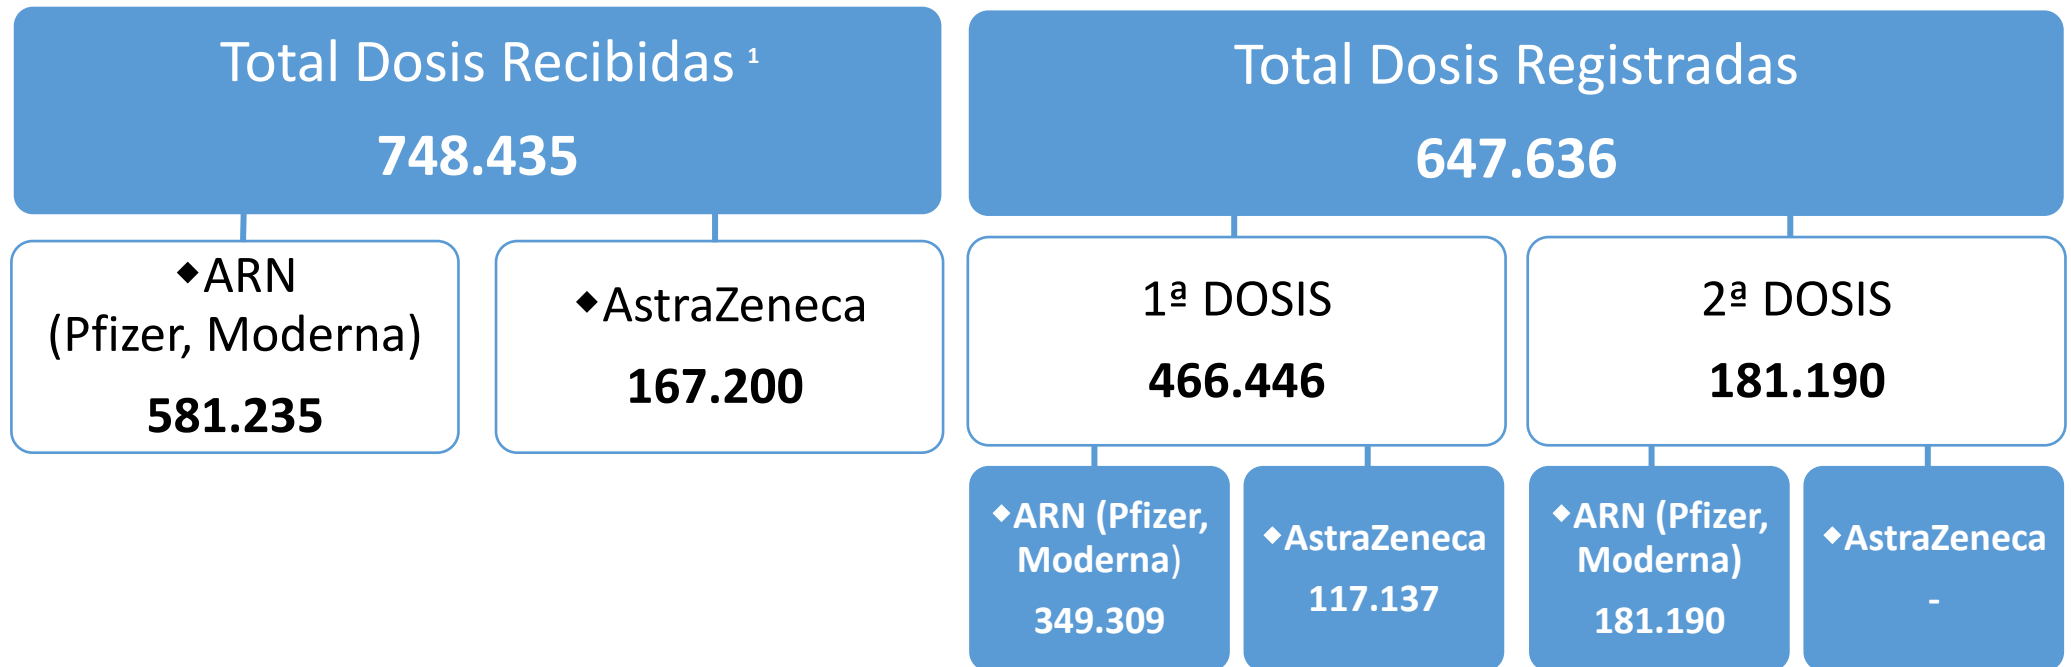 Total Dosis Recibidas ¹
748.435
◆ARN
(Pfizer, Moderna)
581.235
◆AstraZeneca
167.200
Total Dosis Registradas
647.636
1ª DOSIS
466.446
2ª DOSIS
181.190
◆ARN (Pfizer,
Moderna)
349.309
◆AstraZeneca
117.137
◆ARN (Pfizer,
Moderna)
181.190
◆AstraZeneca
-